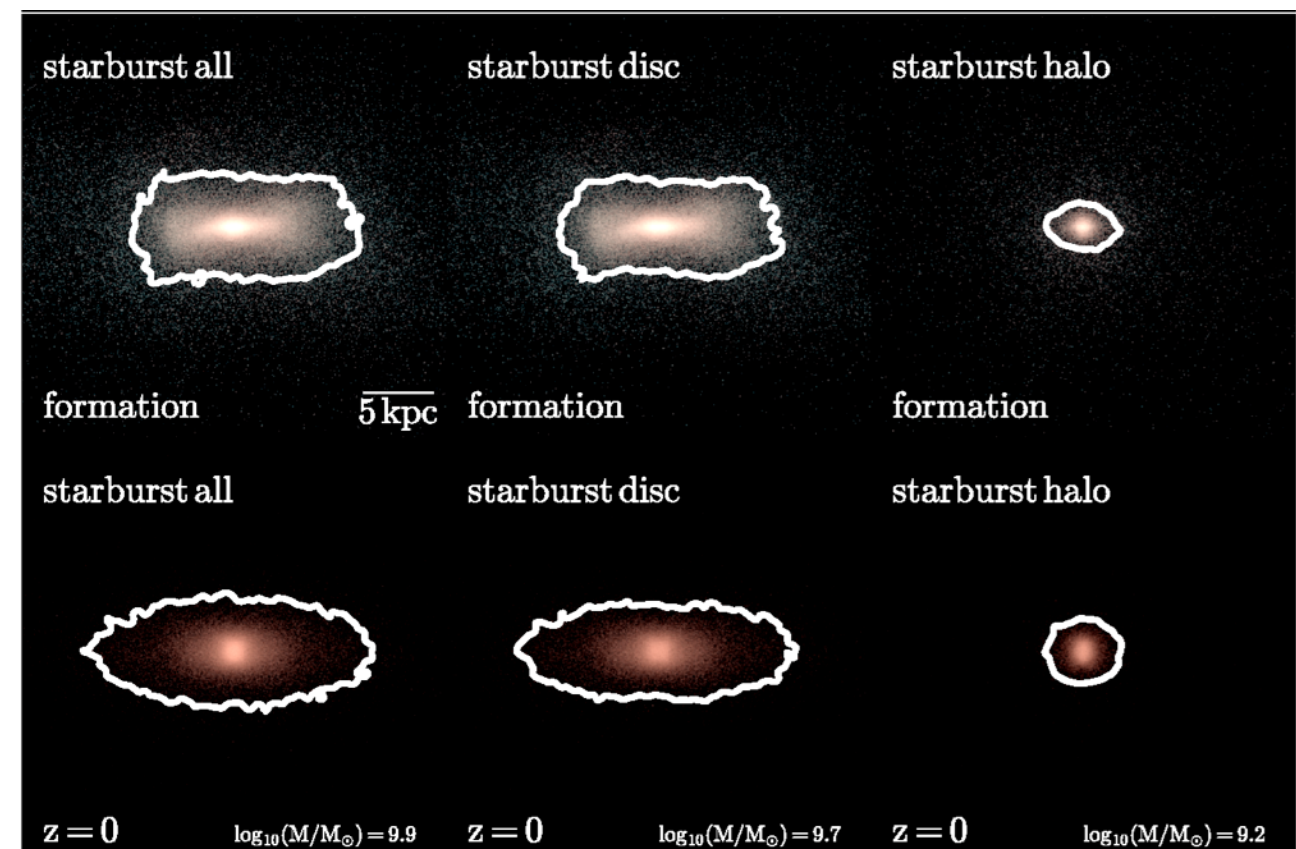 starburst all
starburst disc
starburst halo
formation
5 kpc
formation
formation
starburst all
starburst disc
starburst halo
z = 0
log₁₀(M/M☉) = 9.9
z = 0
log₁₀(M/M☉) = 9.7
z = 0
log₁₀(M/M☉) = 9.2